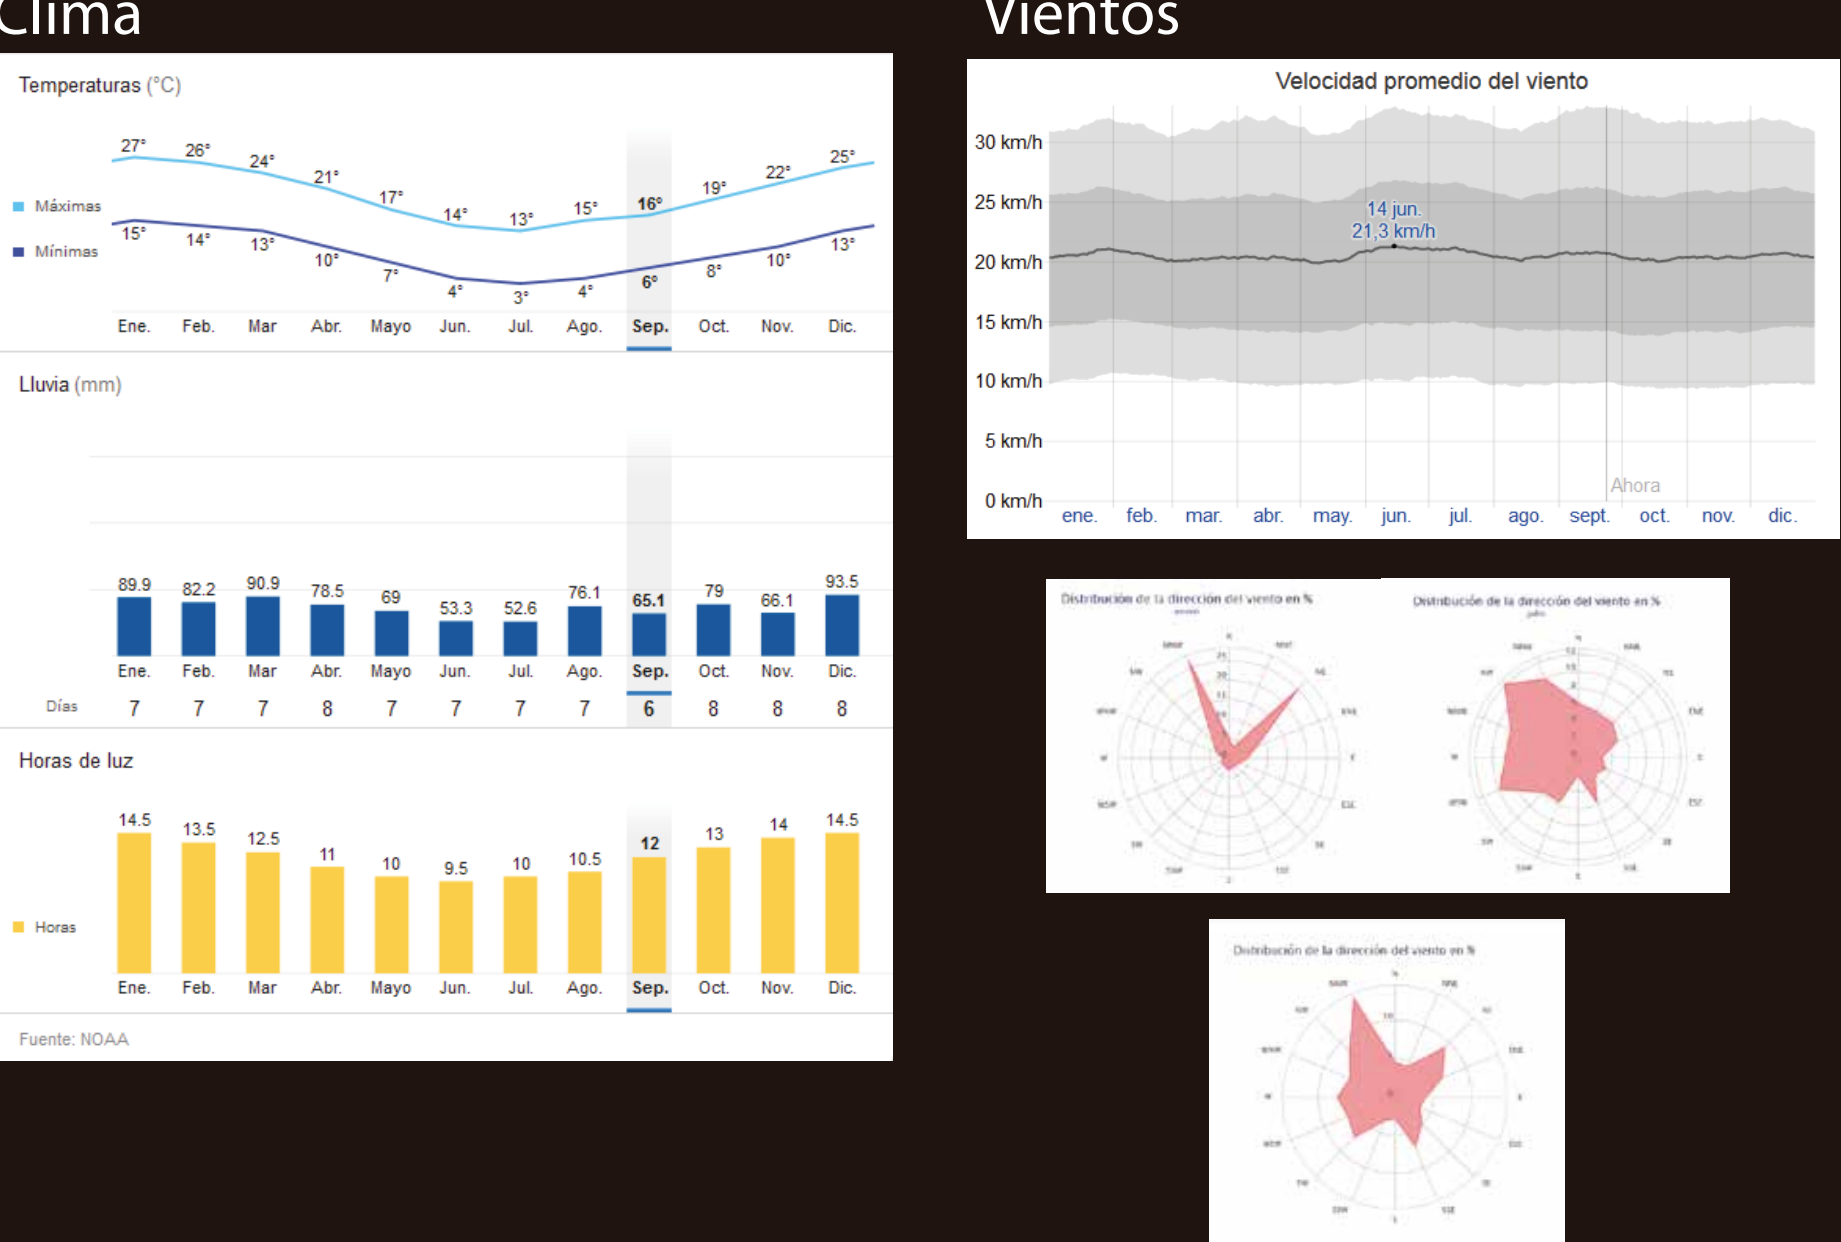 Clima
Temperaturas (°C)
27° 26° 24° 21° 17° 14° 13° 15° 16° 19° 22° 25°
Máximas
Mínimas
15° 14° 13° 10° 7° 4° 3° 4° 6° 8° 10° 13°
Ene. Feb. Mar Abr. Mayo Jun. Jul. Ago. Sep. Oct. Nov. Dic.
Lluvia (mm)
89.9 82.2 90.9 78.5 69 53.3 52.6 76.1 65.1 79 66.1 93.5
Ene. Feb. Mar Abr. Mayo Jun. Jul. Ago. Sep. Oct. Nov. Dic.
Días 7 7 7 8 7 7 7 7 6 8 8 8
Horas de luz
14.5 13.5 12.5 11 10 9.5 10 10.5 12 13 14 14.5
Horas
Ene. Feb. Mar Abr. Mayo Jun. Jul. Ago. Sep. Oct. Nov. Dic.
Fuente: NOAA
Vientos
Velocidad promedio del viento
30 km/h
25 km/h
14 jun.
21,3 km/h
20 km/h
15 km/h
10 km/h
5 km/h
Ahora
0 km/h
ene. feb. mar. abr. may. jun. jul. ago. sept. oct. nov. dic.
Distribución de la dirección del viento en %
Distribución de la dirección del viento en %
Distribución de la dirección del viento en %